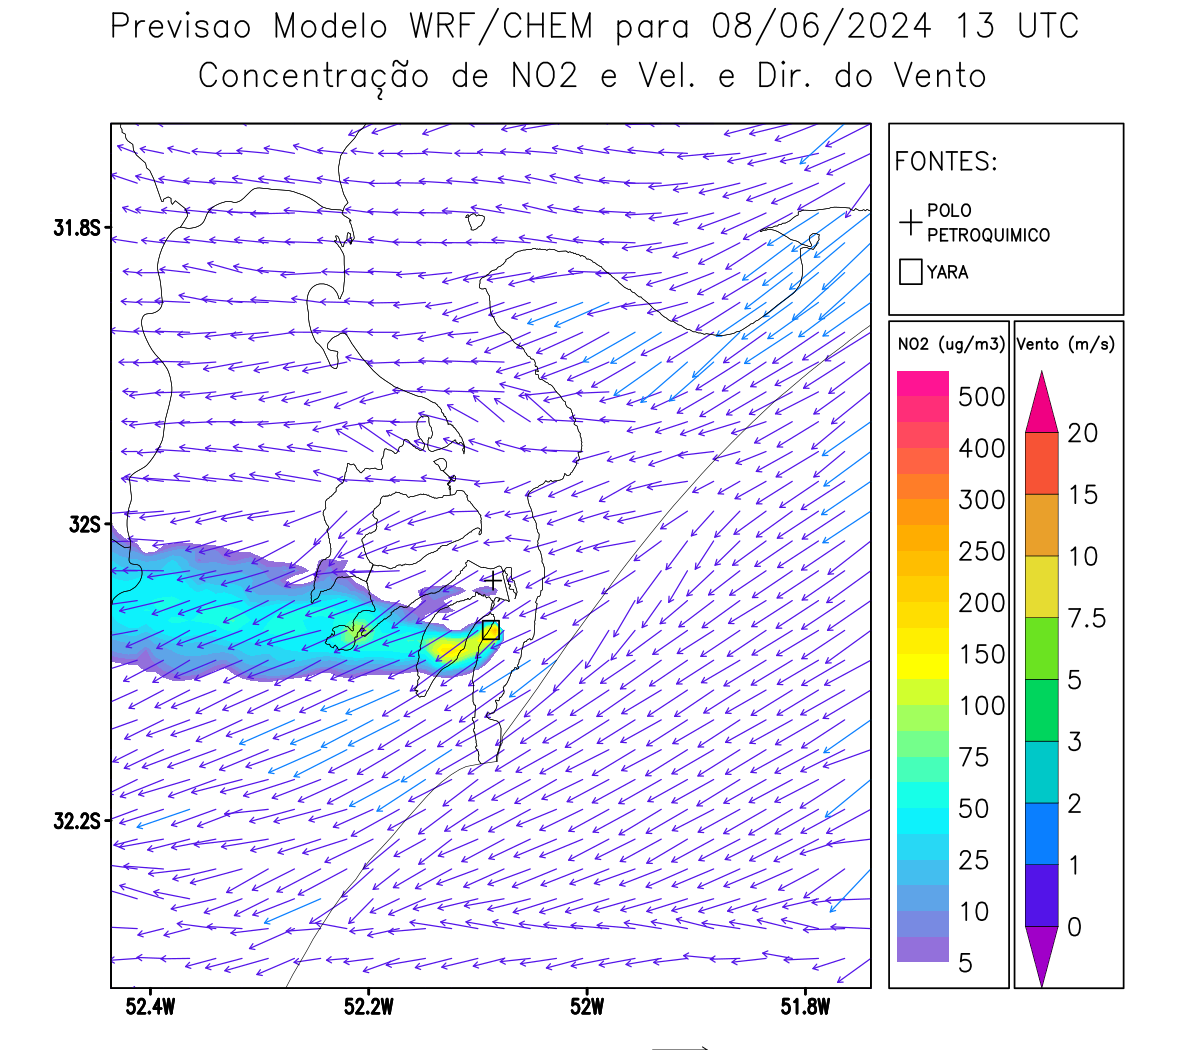 Previsao Modelo WRF/CHEM para 08/06/2024 13 UTC
Concentração de NO2 e Vel. e Dir. do Vento
FONTES:
POLO
PETROQUIMICO
YARA
NO2 (ug/m3)
500
400
300
250
200
150
100
75
50
25
10
5
Vento (m/s)
20
15
10
7.5
5
3
2
1
0
31.8S
32S
32.2S
52.4W
52.2W
52W
51.8W